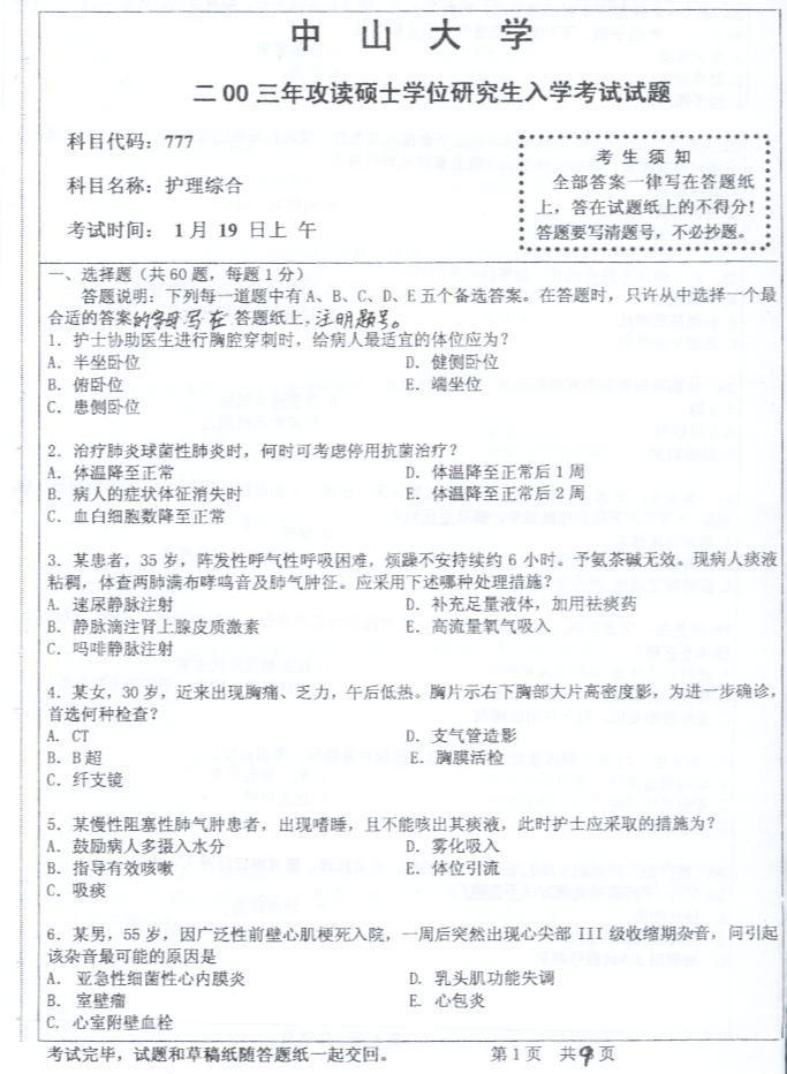 中山大学
二00三年攻读硕士学位研究生入学考试试题
科目代码：777
科目名称：护理综合
考试时间： 1月 19 日上 午
考 生 须 知
全部答案一律写在答题纸
上，答在试题纸上的不得分！
答题要写清题号，不必抄题。
一、选择题（共 60 题，每题 1 分）
答题说明：下列每一道题中有 A、B、C、D、E 五个备选答案。在答题时，只许从中选择一个最
合适的答案的字母写在答题纸上，注明题号。
1．护士协助医生进行胸腔穿刺时，给病人最适宜的体位应为？
A．半坐卧位 D．健侧卧位
B．俯卧位 E．端坐位
C．患侧卧位
2．治疗肺炎球菌性肺炎时，何时可考虑停用抗菌治疗？
A．体温降至正常 D．体温降至正常后 1 周
B．病人的症状体征消失时 E．体温降至正常后 2 周
C．血白细胞数降至正常
3．某患者，35 岁，阵发性呼气性呼吸困难，烦躁不安持续约 6 小时。予氨茶碱无效。现病人痰液
粘稠，体查两肺满布哮鸣音及肺气肿征。应采用下述哪种处理措施？
A．速尿静脉注射 D．补充足量液体，加用祛痰药
B．静脉滴注肾上腺皮质激素 E．高流量氧气吸入
C．吗啡静脉注射
4．某女，30 岁，近来出现胸痛、乏力，午后低热。胸片示右下胸部大片高密度影，为进一步确诊，
首选何种检查？
A．CT D．支气管造影
B．B 超 E．胸膜活检
C．纤支镜
5．某慢性阻塞性肺气肿患者，出现嗜睡，且不能咳出其痰液，此时护士应采取的措施为？
A．鼓励病人多摄入水分 D．雾化吸入
B．指导有效咳嗽 E．体位引流
C．吸痰
6．某男，55 岁，因广泛性前壁心肌梗死入院，一周后突然出现心尖部 III 级收缩期杂音，问引起
该杂音最可能的原因是
A．亚急性细菌性心内膜炎 D．乳头肌功能失调
B．室壁瘤 E．心包炎
C．心室附壁血栓
考试完毕，试题和草稿纸随答题纸一起交回。 第 1 页 共 9 页